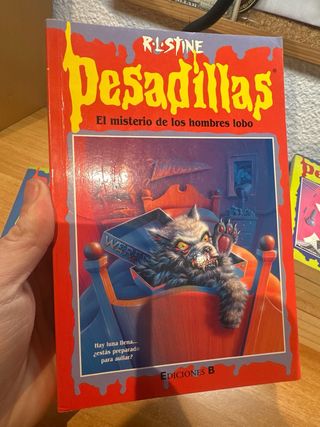 R·L·STINE
Pesadillas
El misterio de los hombres lobo
Hay luna llena...
¿estás preparado
para aullar?
EDICIONES B